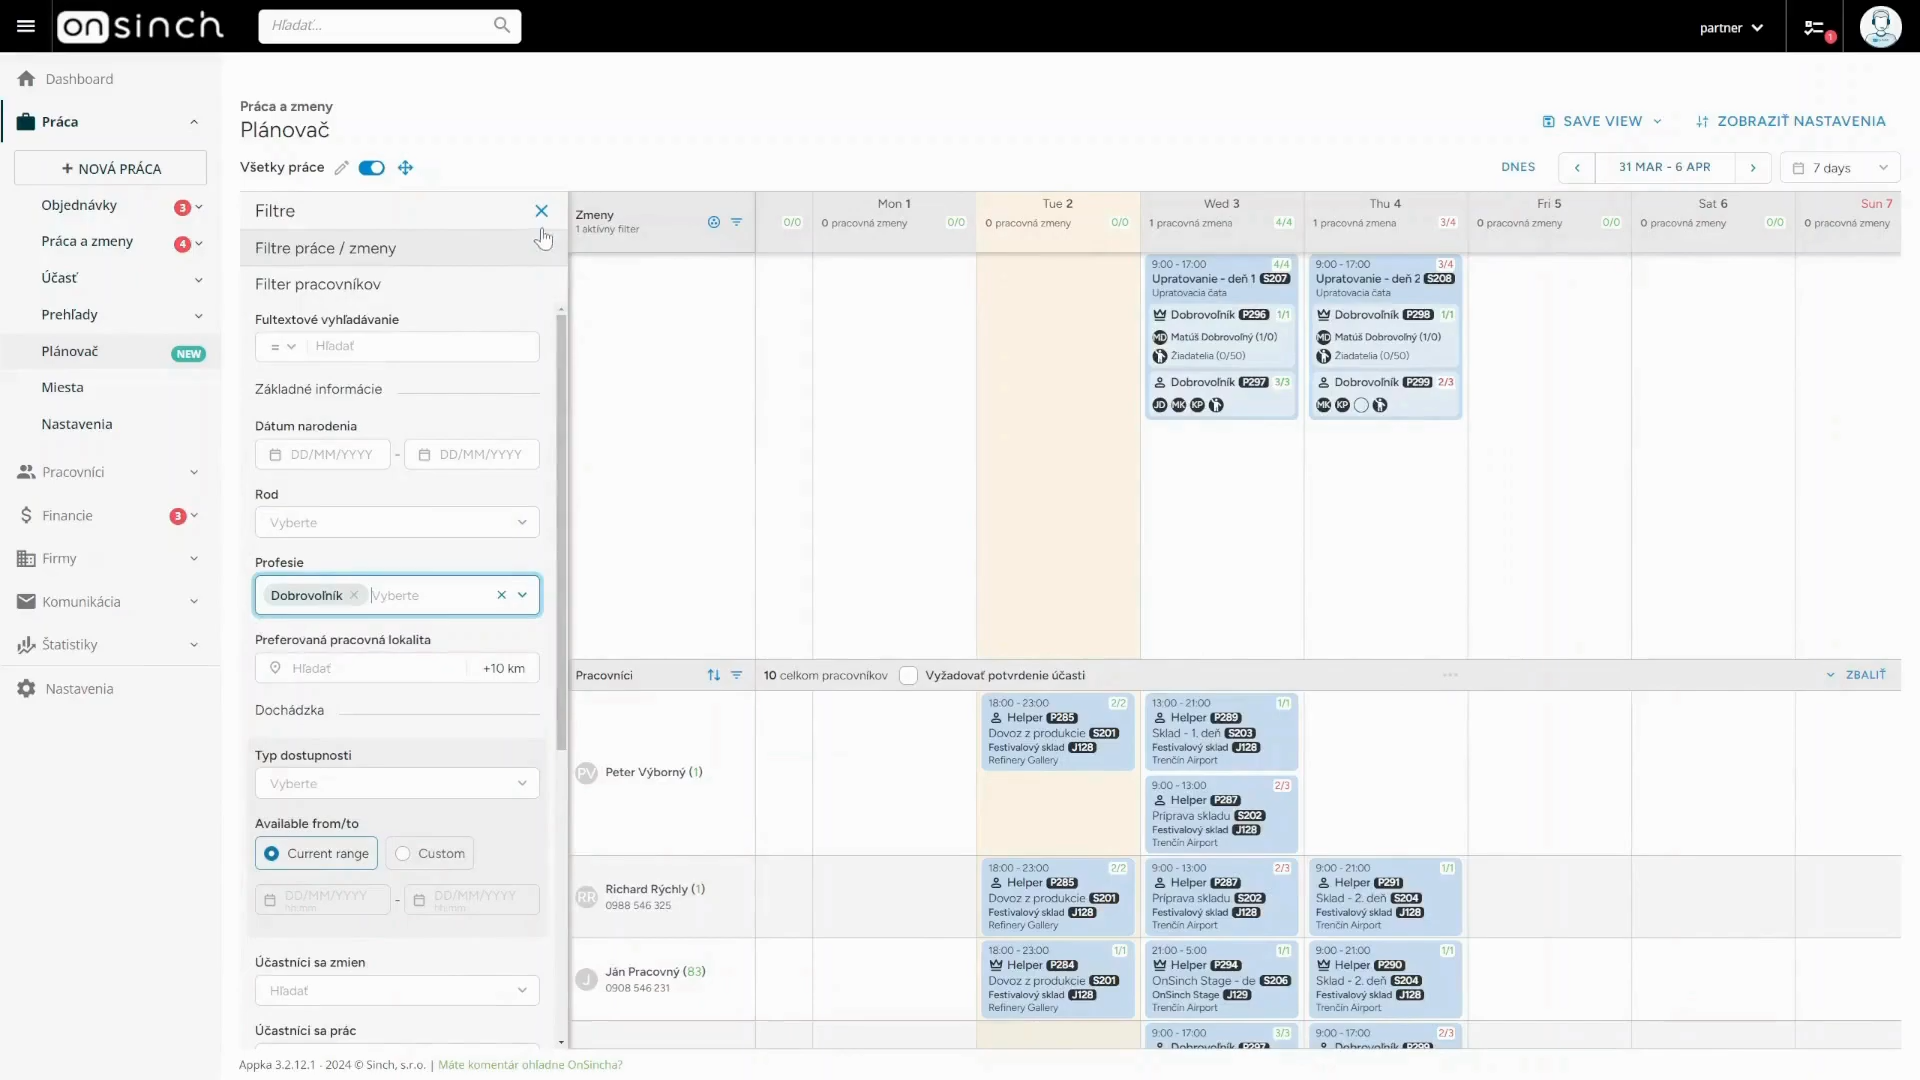 onsinch
Hľadať...
partner
1
Dashboard
Práca
+ NOVÁ PRÁCA
Objednávky 3
Práca a zmeny 4
Účasť
Prehľady
Plánovač NEW
Miesta
Nastavenia
Pracovníci
Financie 3
Firmy
Komunikácia
Štatistiky
Nastavenia
Práca a zmeny
Plánovač
SAVE VIEW
ZOBRAZIŤ NASTAVENIA
Všetky práce
DNES
31 MAR - 6 APR
7 days
Filtre
Filtre práce / zmeny
Filter pracovníkov
Fultextové vyhľadávanie
= Hľadať
Základné informácie
Dátum narodenia
DD/MM/YYYY - DD/MM/YYYY
Rod
Vyberte
Profesie
Dobrovoľník × Vyberte
Preferovaná pracovná lokalita
Hľadať +10 km
Dochádzka
Typ dostupnosti
Vyberte
Available from/to
Current range Custom
DD/MM/YYYY - DD/MM/YYYY
Účastníci sa zmien
Hľadať
Účastníci sa prác
Zmeny
1 aktívny filter
0/0
Mon 1
0 pracovná zmeny 0/0
Tue 2
0 pracovná zmeny 0/0
Wed 3
1 pracovná zmena 4/4
Thu 4
1 pracovná zmena 3/4
Fri 5
0 pracovná zmeny 0/0
Sat 6
0 pracovná zmeny 0/0
Sun 7
0 pracovná zmeny
9:00 - 17:00 4/4
Upratovanie - deň 1 S207
Upratovacia čata
Dobrovoľník P296 1/1
MD Matúš Dobrovoľný (1/0)
Žiadatelia (0/50)
Dobrovoľník P297 3/3
JD MK KP
9:00 - 17:00 3/4
Upratovanie - deň 2 S208
Upratovacia čata
Dobrovoľník P298 1/1
MD Matúš Dobrovoľný (1/0)
Žiadatelia (0/50)
Dobrovoľník P299 2/3
MK KP
Pracovníci
10 celkom pracovníkov
Vyžadovať potvrdenie účasti
ZBALIŤ
PV Peter Výborný (1)
18:00 - 23:00 2/2
Helper P285
Dovoz z produkcie S201
Festivalový sklad J128
Refinery Gallery
13:00 - 21:00 1/1
Helper P289
Sklad - 1. deň S203
Festivalový sklad J128
Trenčín Airport
9:00 - 13:00 2/3
Helper P287
Príprava skladu S202
Festivalový sklad J128
Trenčín Airport
RR Richard Rýchly (1)
0988 546 325
18:00 - 23:00 2/2
Helper P285
Dovoz z produkcie S201
Festivalový sklad J128
Refinery Gallery
9:00 - 13:00 2/3
Helper P287
Príprava skladu S202
Festivalový sklad J128
Trenčín Airport
9:00 - 21:00 1/1
Helper P291
Sklad - 2. deň S204
Festivalový sklad J128
Trenčín Airport
J Ján Pracovný (83)
0908 546 231
18:00 - 23:00 1/1
Helper P284
Dovoz z produkcie S201
Festivalový sklad J128
Refinery Gallery
21:00 - 5:00 1/1
Helper P294
OnSinch Stage - de S206
OnSinch Stage J129
Trenčín Airport
9:00 - 21:00 1/1
Helper P290
Sklad - 2. deň S204
Festivalový sklad J128
Trenčín Airport
9:00 - 17:00 3/3
Dobrovoľník P297
9:00 - 17:00 2/3
Dobrovoľník P299
Appka 3.2.12.1 · 2024 © Sinch, s.r.o. | Máte komentár ohľadne OnSincha?